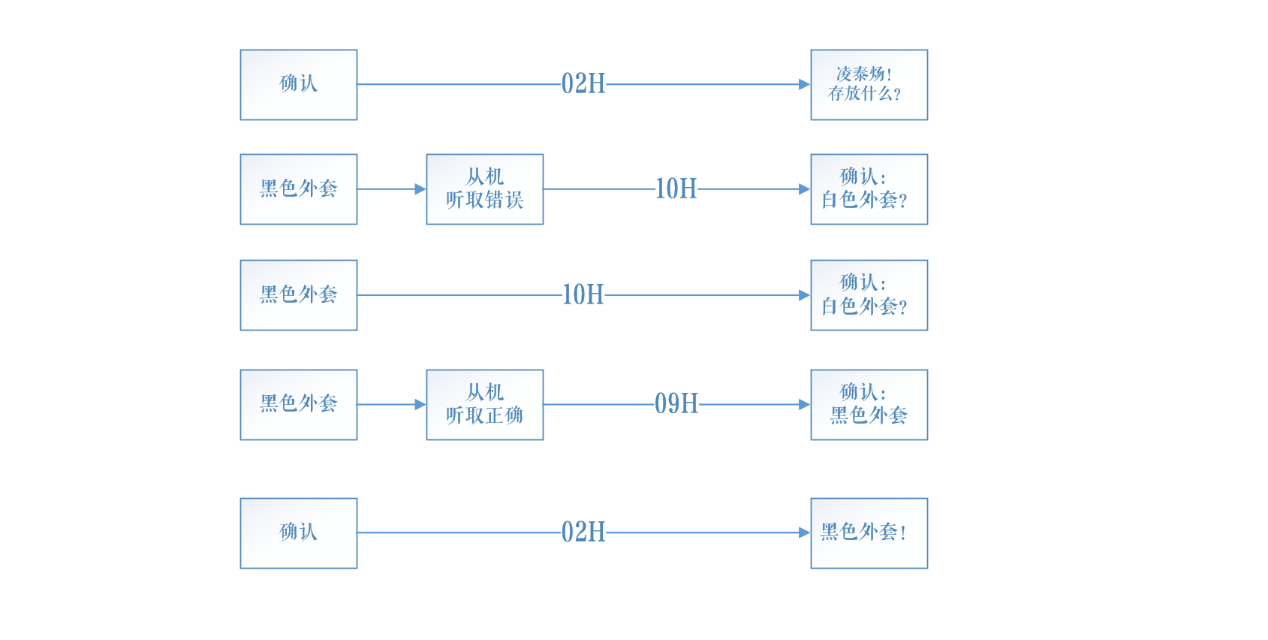 确认
02H
凌泰炀!
存放什么?
黑色外套
从机
听取错误
10H
确认:
白色外套?
黑色外套
10H
确认:
白色外套?
黑色外套
从机
听取正确
09H
确认:
黑色外套
确认
02H
黑色外套!